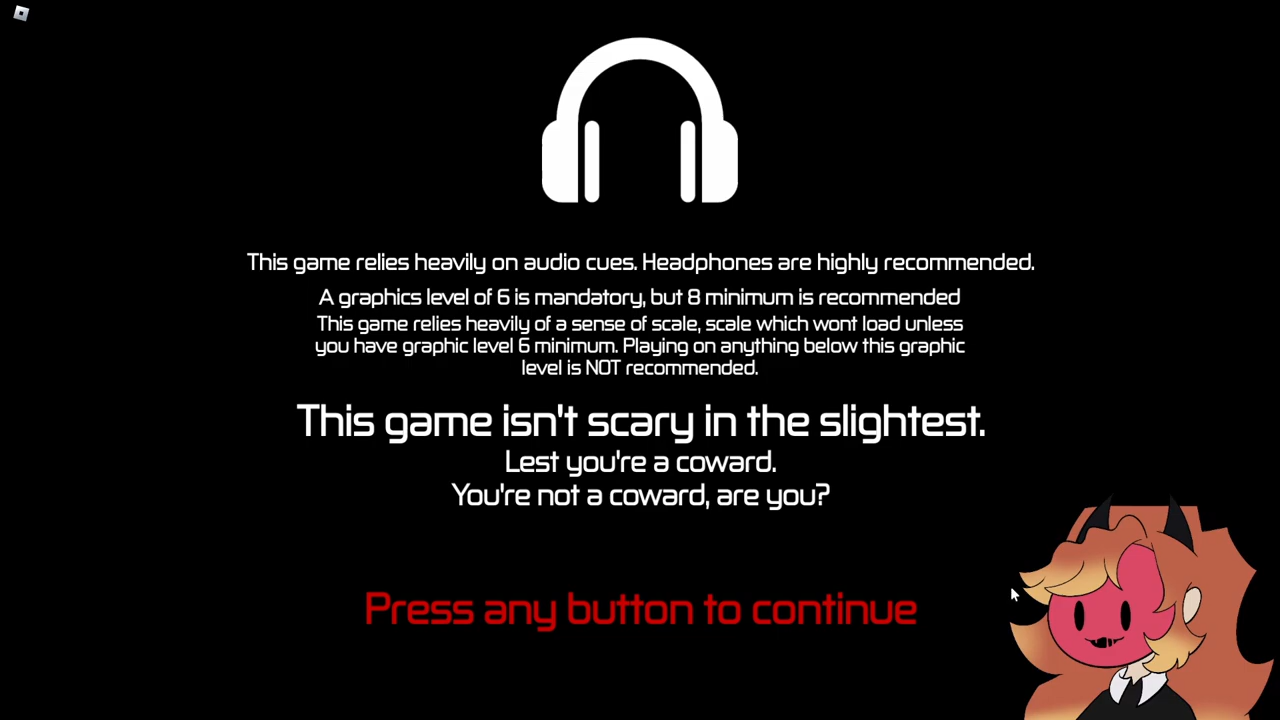 This game relies heavily on audio cues. Headphones are highly recommended.
A graphics level of 6 is mandatory, but 8 minimum is recommended
This game relies heavily of a sense of scale, scale which wont load unless
you have graphic level 6 minimum. Playing on anything below this graphic
level is NOT recommended.
This game isn't scary in the slightest.
Lest you're a coward.
You're not a coward, are you?
Press any button to continue